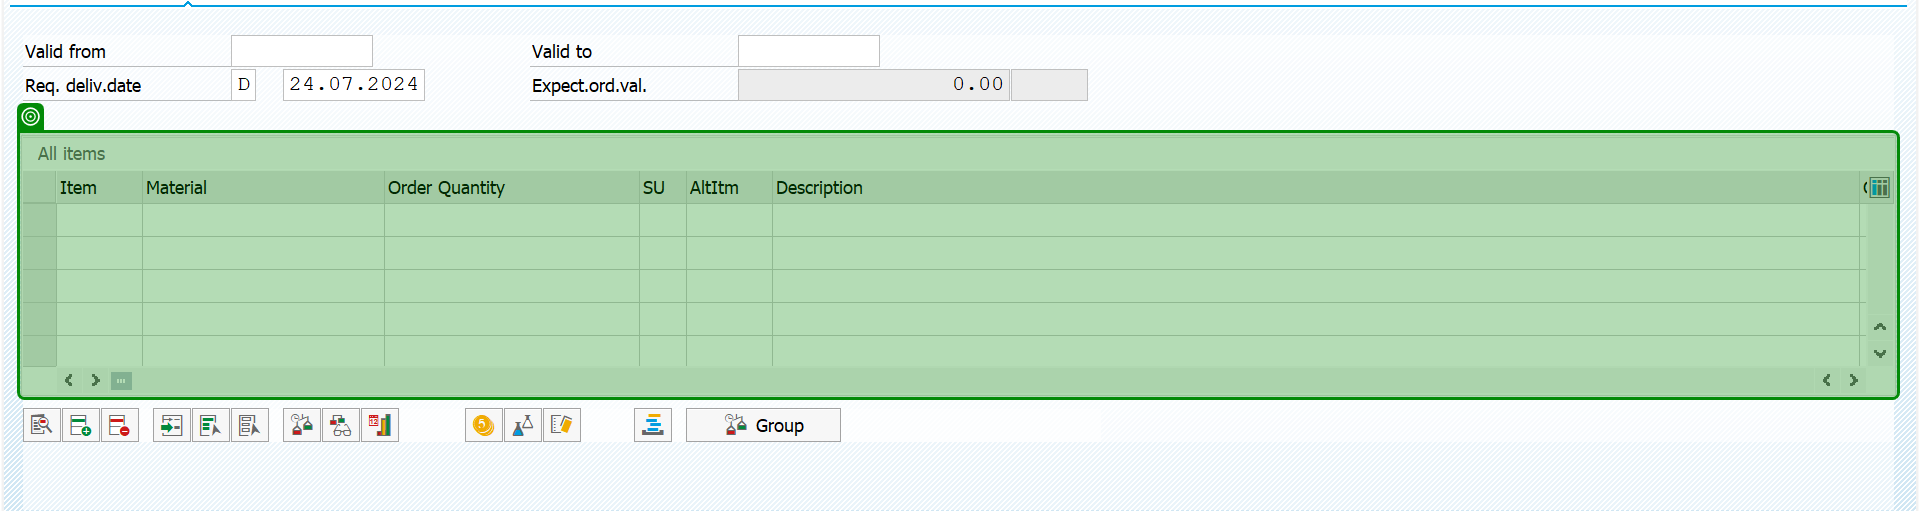 Valid from Valid to
Req. deliv.date D 24.07.2024 Expect.ord.val. 0.00
All items
Item Material Order Quantity SU AltItm Description
Group